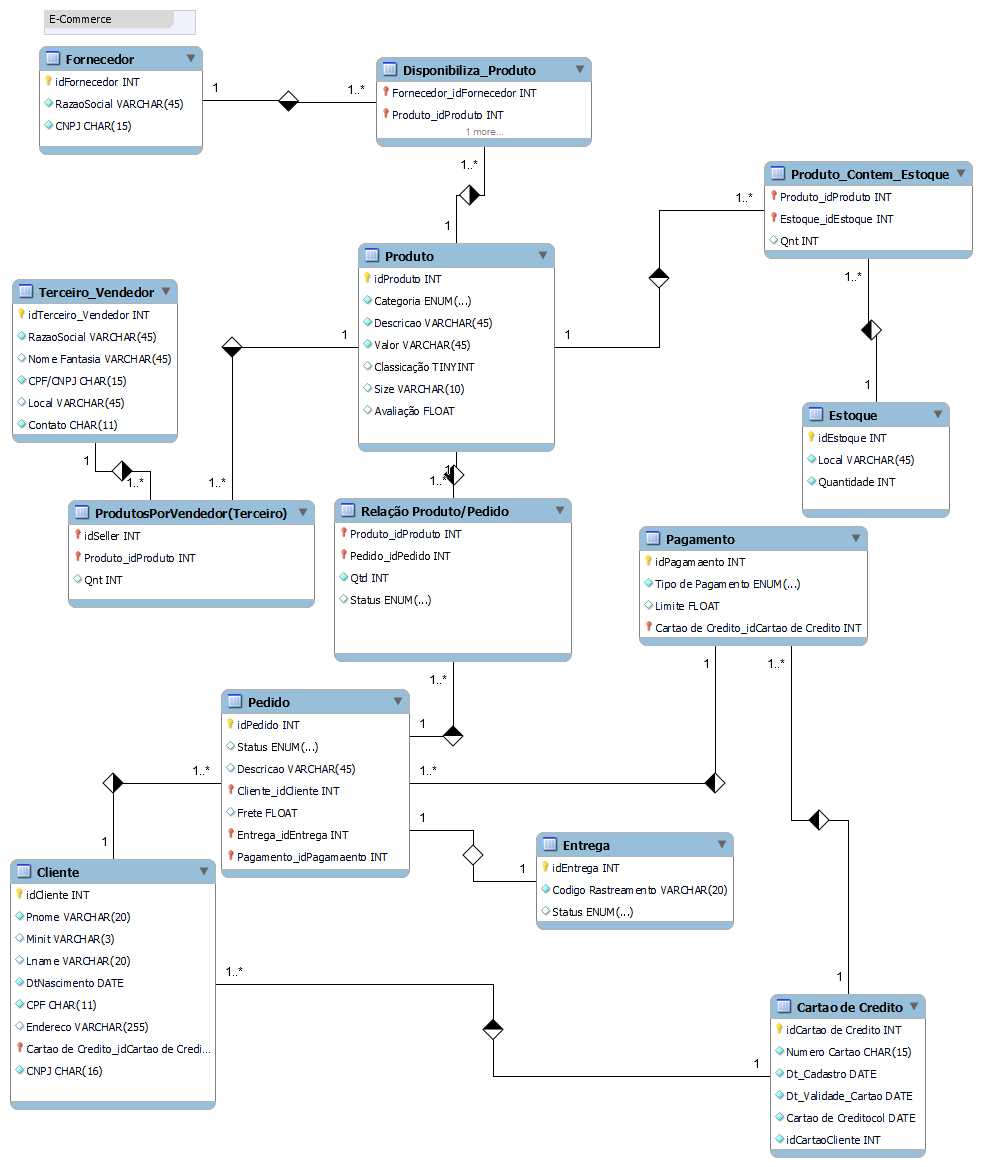 E-Commerce
Fornecedor
idFornecedor INT
RazaoSocial VARCHAR(45)
CNPJ CHAR(15)
1
1..*
Disponibiliza_Produto
Fornecedor_idFornecedor INT
Produto_idProduto INT
1 more...
1..*
1
Produto_Contem_Estoque
Produto_idProduto INT
Estoque_idEstoque INT
Qnt INT
1..*
1..*
1
Produto
idProduto INT
Categoria ENUM(...)
Descricao VARCHAR(45)
Valor VARCHAR(45)
Classicação TINYINT
Size VARCHAR(10)
Avaliação FLOAT
1
1
Terceiro_Vendedor
idTerceiro_Vendedor INT
RazaoSocial VARCHAR(45)
Nome Fantasia VARCHAR(45)
CPF/CNPJ CHAR(15)
Local VARCHAR(45)
Contato CHAR(11)
1
1..*
1..*
Estoque
idEstoque INT
Local VARCHAR(45)
Quantidade INT
1
1..*
ProdutosPorVendedor(Terceiro)
idSeller INT
Produto_idProduto INT
Qnt INT
Relação Produto/Pedido
Produto_idProduto INT
Pedido_idPedido INT
Qtd INT
Status ENUM(...)
1..*
1
Pagamento
idPagamaento INT
Tipo de Pagamento ENUM(...)
Limite FLOAT
Cartao de Credito_idCartao de Credito INT
1
1..*
Pedido
idPedido INT
Status ENUM(...)
Descricao VARCHAR(45)
Cliente_idCliente INT
Frete FLOAT
Entrega_idEntrega INT
Pagamento_idPagamaento INT
1..*
1..*
1
1
1
Entrega
idEntrega INT
Codigo Rastreamento VARCHAR(20)
Status ENUM(...)
Cliente
idCliente INT
Pnome VARCHAR(20)
Minit VARCHAR(3)
Lname VARCHAR(20)
DtNascimento DATE
CPF CHAR(11)
Endereco VARCHAR(255)
Cartao de Credito_idCartao de Credi...
CNPJ CHAR(16)
1..*
1
1
Cartao de Credito
idCartao de Credito INT
Numero Cartao CHAR(15)
Dt_Cadastro DATE
Dt_Validade_Cartao DATE
Cartao de Creditocol DATE
idCartaoCliente INT